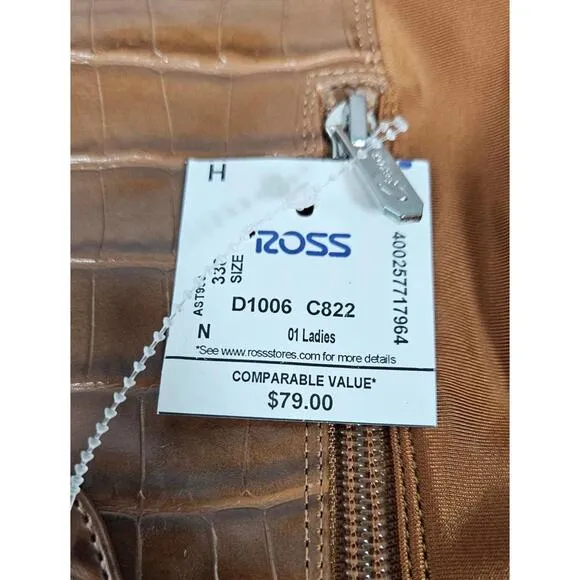 H
ROSS
SIZE
400257717964
D1006 C822
N
01 Ladies
*See www.rossstores.com for more details
COMPARABLE VALUE*
$79.00